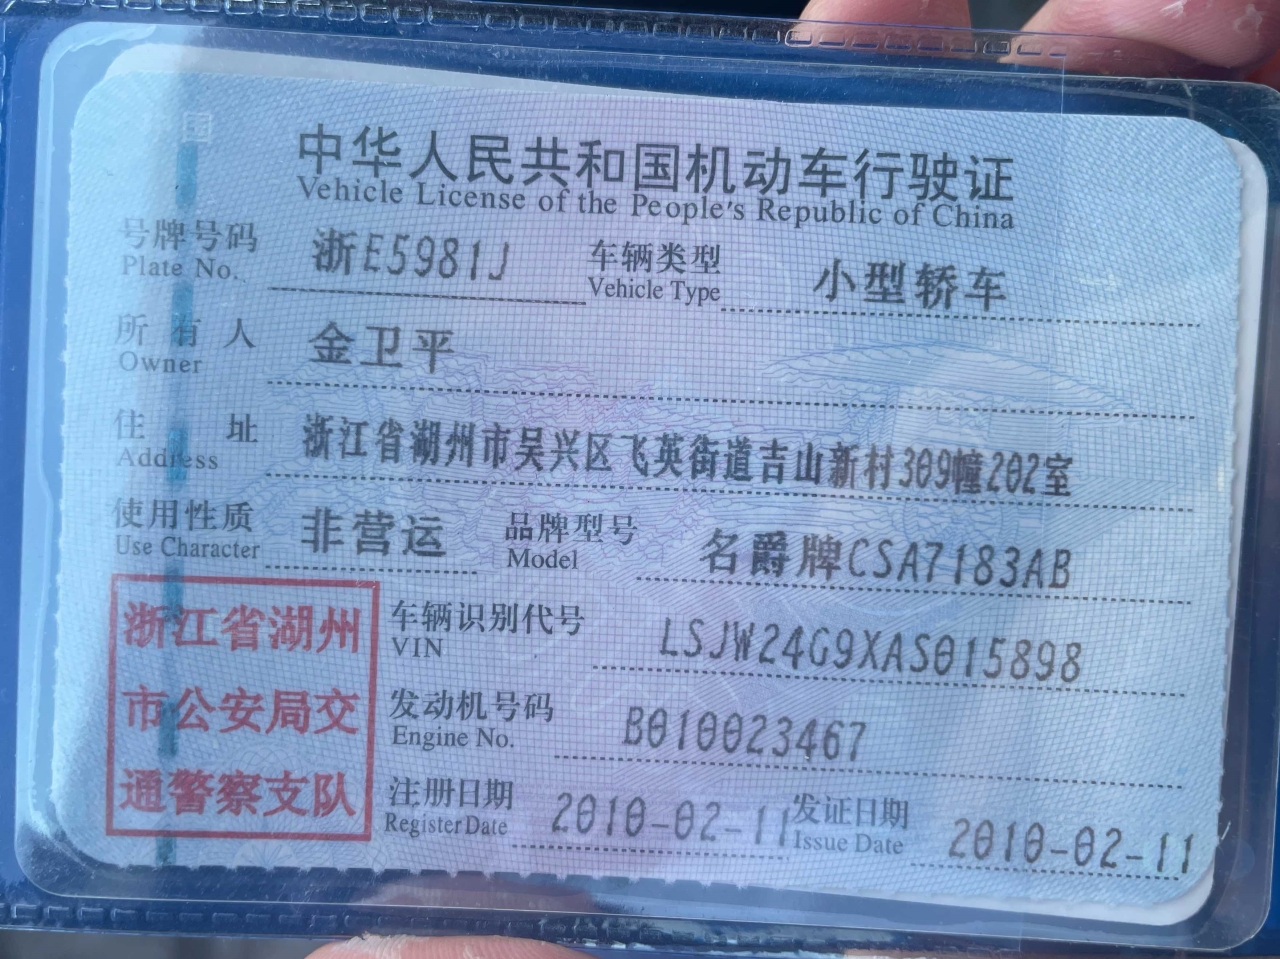 中华人民共和国机动车行驶证
Vehicle License of the People's Republic of China
号牌号码 浙E5981J 车辆类型 小型轿车
Plate No. Vehicle Type
所有人 金卫平
Owner
住址 浙江省湖州市吴兴区飞英街道吉山新村309幢202室
Address
使用性质 非营运 品牌型号 名爵牌CSA7183AB
Use Character Model
浙江省湖州
市公安局交
通警察支队
车辆识别代号 LSJW24G9XAS015898
VIN
发动机号码 B010023467
Engine No.
注册日期 2010-02-11 发证日期 2010-02-11
Register Date Issue Date